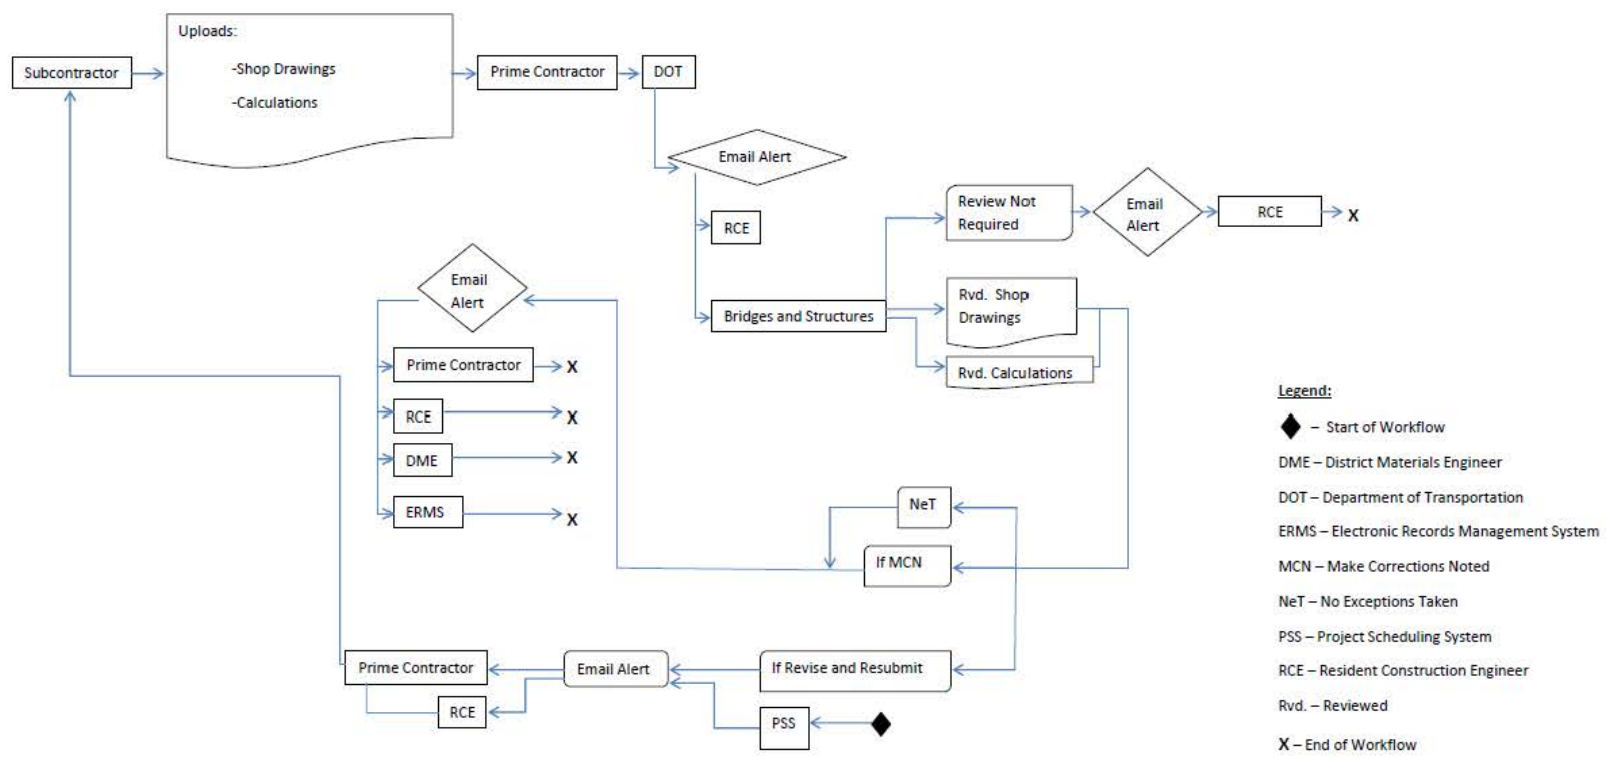 Uploads:
-Shop Drawings
-Calculations
Subcontractor
Prime Contractor
DOT
Email Alert
RCE
Bridges and Structures
Review Not
Required
Email
Alert
RCE
X
Rvd. Shop
Drawings
Rvd. Calculations
Email
Alert
Prime Contractor
X
RCE
X
DME
X
ERMS
X
NeT
If MCN
If Revise and Resubmit
Email Alert
Prime Contractor
RCE
PSS
Legend:
– Start of Workflow
DME – District Materials Engineer
DOT – Department of Transportation
ERMS – Electronic Records Management System
MCN – Make Corrections Noted
NeT – No Exceptions Taken
PSS – Project Scheduling System
RCE – Resident Construction Engineer
Rvd. – Reviewed
X – End of Workflow